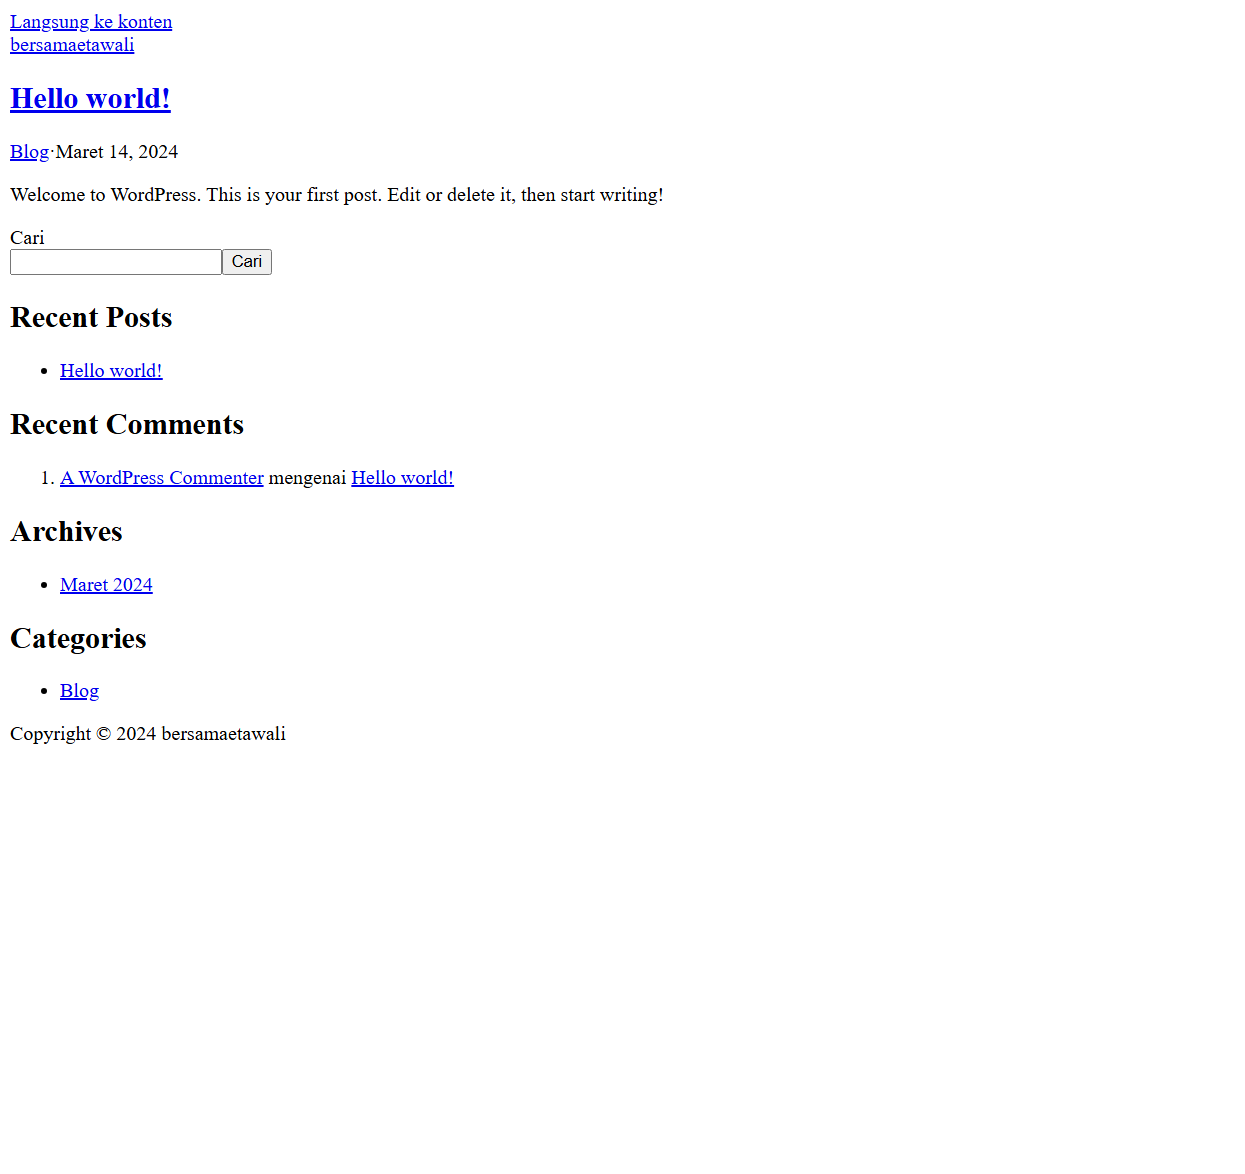 Langsung ke konten
bersamaetawali
Hello world!
Blog·Maret 14, 2024
Welcome to WordPress. This is your first post. Edit or delete it, then start writing!
Cari
Cari
Recent Posts
• Hello world!
Recent Comments
1. A WordPress Commenter mengenai Hello world!
Archives
• Maret 2024
Categories
• Blog
Copyright © 2024 bersamaetawali